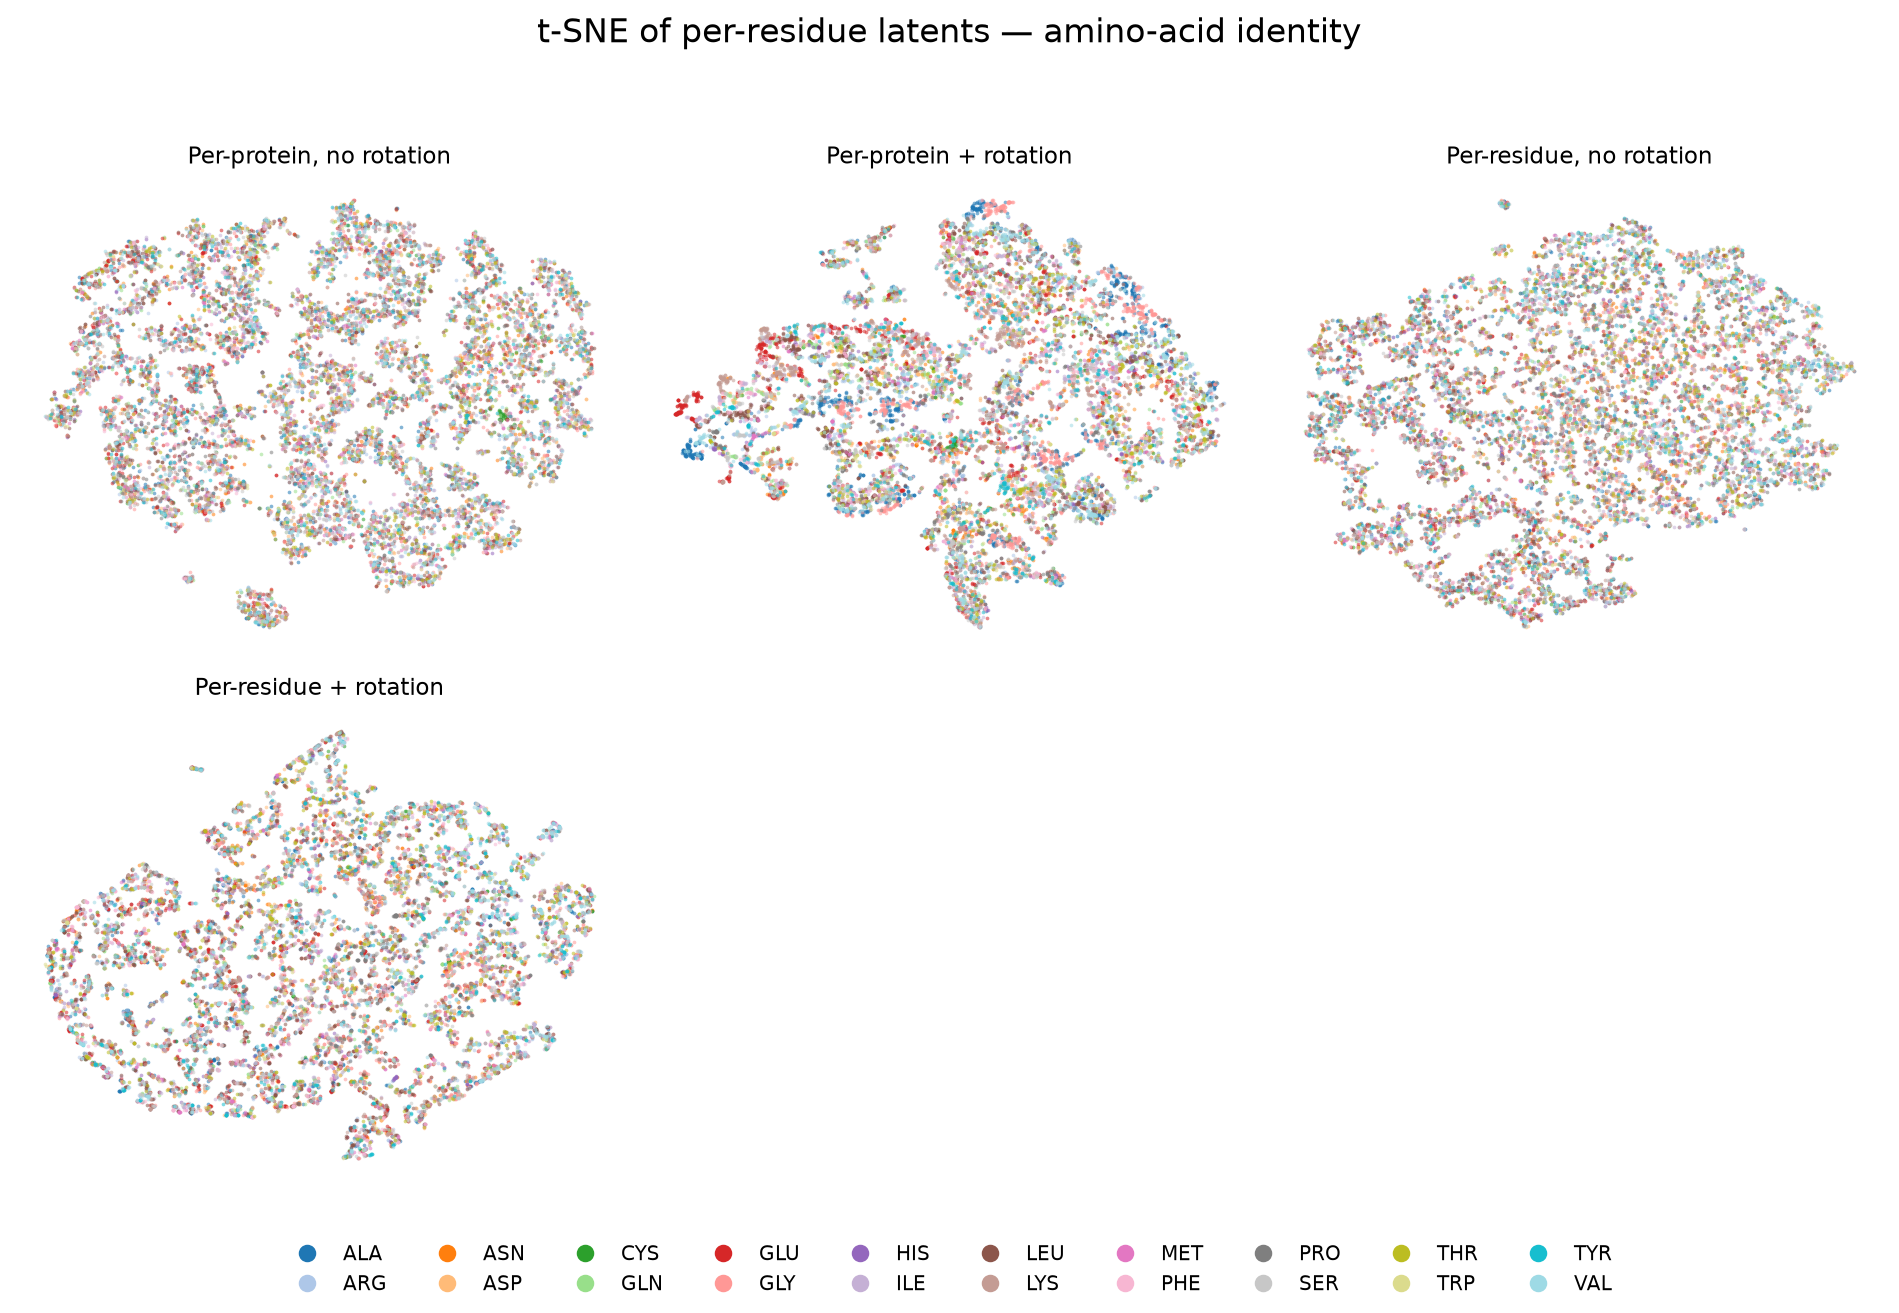 t-SNE of per-residue latents — amino-acid identity
Per-protein, no rotation
Per-protein + rotation
Per-residue, no rotation
Per-residue + rotation
ALA ASN CYS GLU HIS LEU MET PRO THR TYR
ARG ASP GLN GLY ILE LYS PHE SER TRP VAL